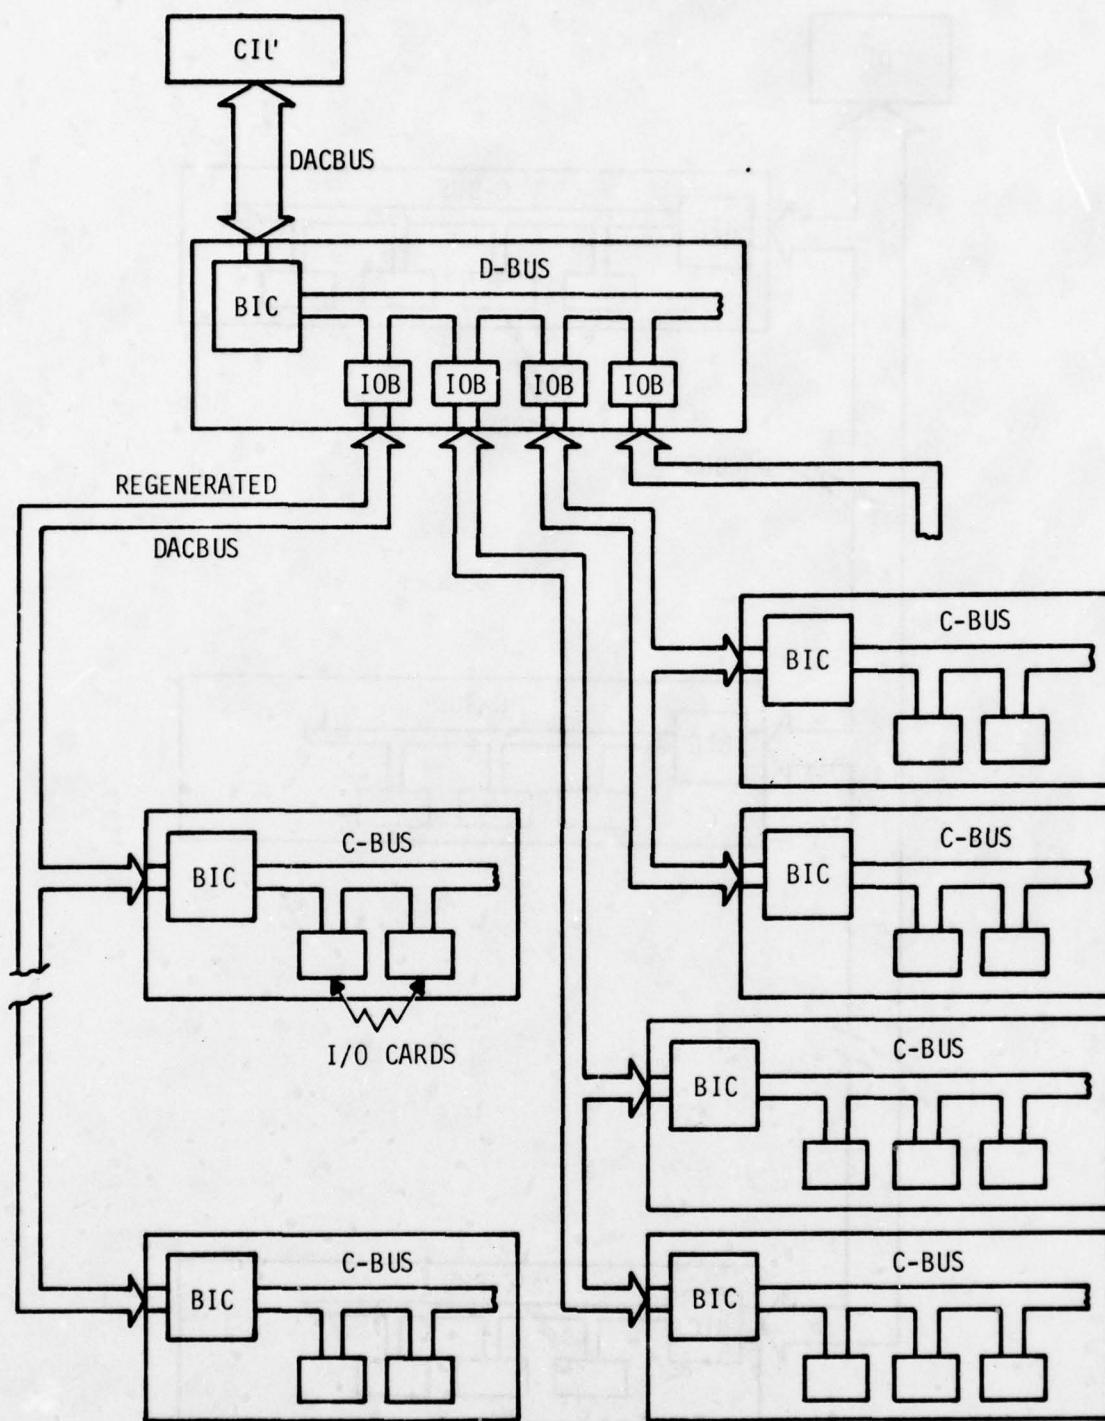 CIU
DACBUS
D-BUS
BIC
IOB IOB IOB IOB
REGENERATED
DACBUS
C-BUS
BIC
C-BUS
BIC
C-BUS
BIC
I/O CARDS
C-BUS
BIC
C-BUS
BIC
C-BUS
BIC